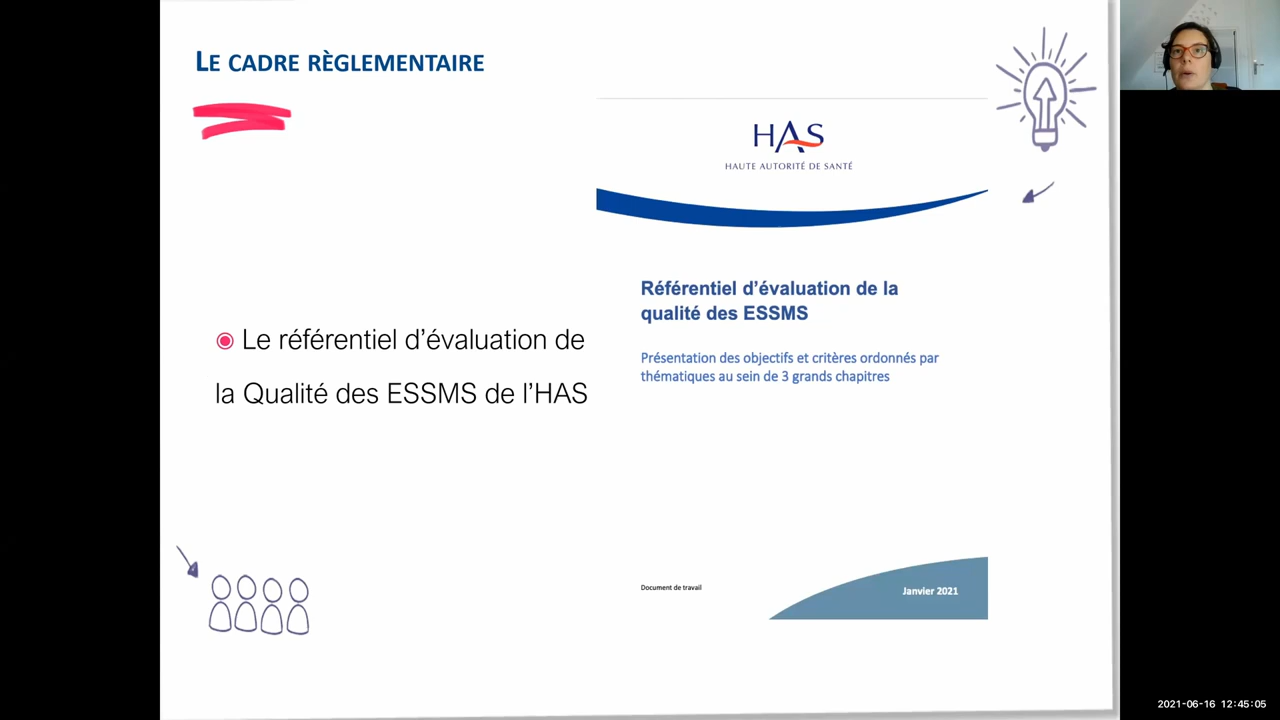 LE CADRE RÈGLEMENTAIRE
HAS
HAUTE AUTORITÉ DE SANTÉ
Référentiel d'évaluation de la
qualité des ESSMS
Présentation des objectifs et critères ordonnés par
thématiques au sein de 3 grands chapitres
Le référentiel d'évaluation de
la Qualité des ESSMS de l'HAS
Document de travail
Janvier 2021
2021-06-16 12:45:05